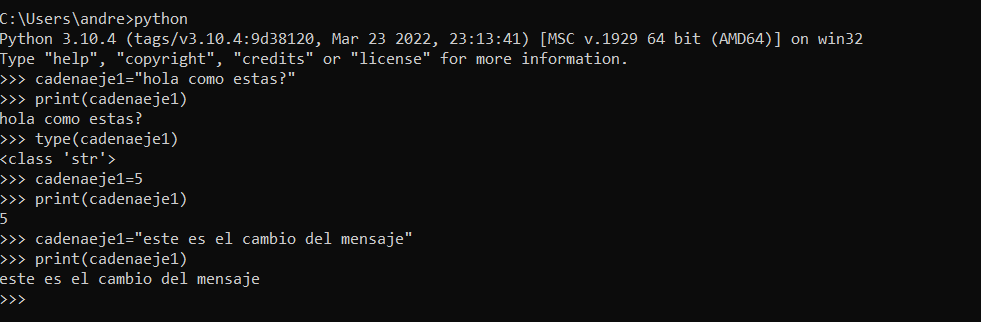 C:\Users\andre>python
Python 3.10.4 (tags/v3.10.4:9d38120, Mar 23 2022, 23:13:41) [MSC v.1929 64 bit (AMD64)] on win32
Type "help", "copyright", "credits" or "license" for more information.
>>> cadenaeje1="hola como estas?"
>>> print(cadenaeje1)
hola como estas?
>>> type(cadenaeje1)
<class 'str'>
>>> cadenaeje1=5
>>> print(cadenaeje1)
5
>>> cadenaeje1="este es el cambio del mensaje"
>>> print(cadenaeje1)
este es el cambio del mensaje
>>>